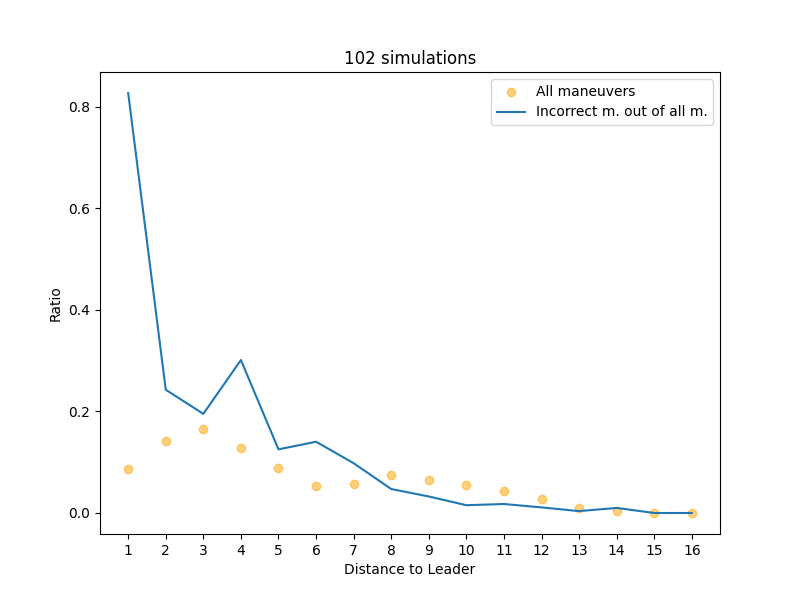 102 simulations
All maneuvers
Incorrect m. out of all m.
0.8
0.6
0.4
0.2
0.0
Ratio
1 2 3 4 5 6 7 8 9 10 11 12 13 14 15 16
Distance to Leader